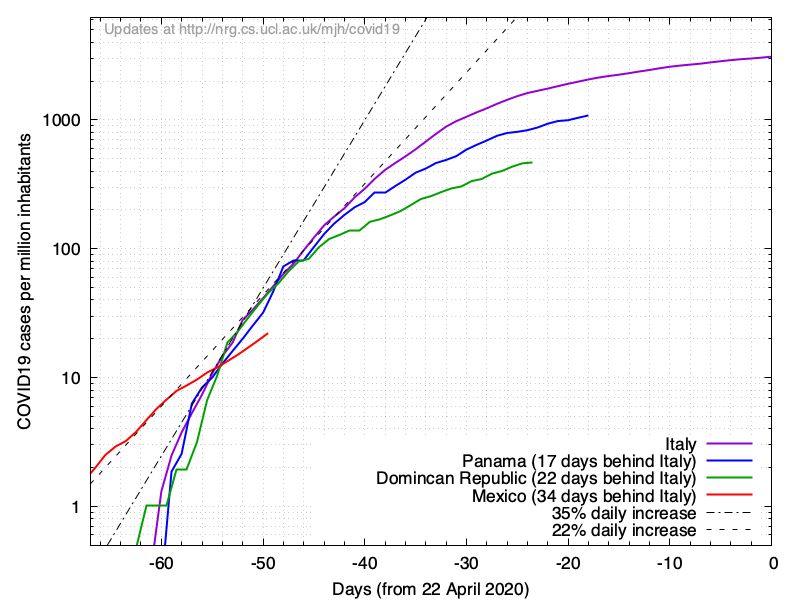 Updates at http://nrg.cs.ucl.ac.uk/mjh/covid19
COVID19 cases per million inhabitants
1000
100
10
1
Italy
Panama (17 days behind Italy)
Domincan Republic (22 days behind Italy)
Mexico (34 days behind Italy)
35% daily increase
22% daily increase
-60 -50 -40 -30 -20 -10 0
Days (from 22 April 2020)